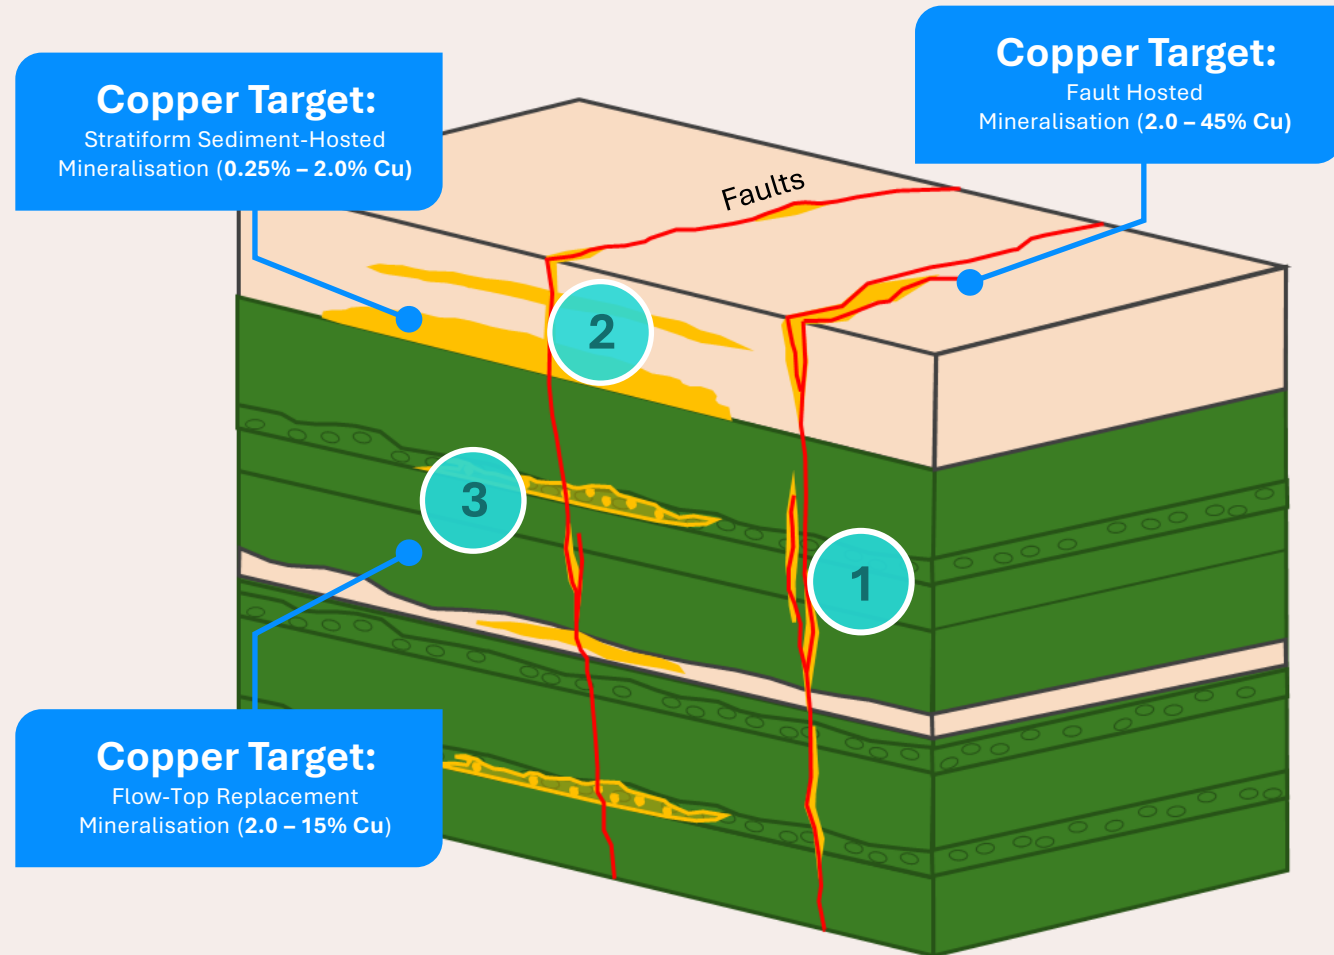 Copper Target:
Stratiform Sediment-Hosted
Mineralisation (0.25% – 2.0% Cu)
Copper Target:
Fault Hosted
Mineralisation (2.0 – 45% Cu)
Faults
2
3
1
Copper Target:
Flow-Top Replacement
Mineralisation (2.0 – 15% Cu)